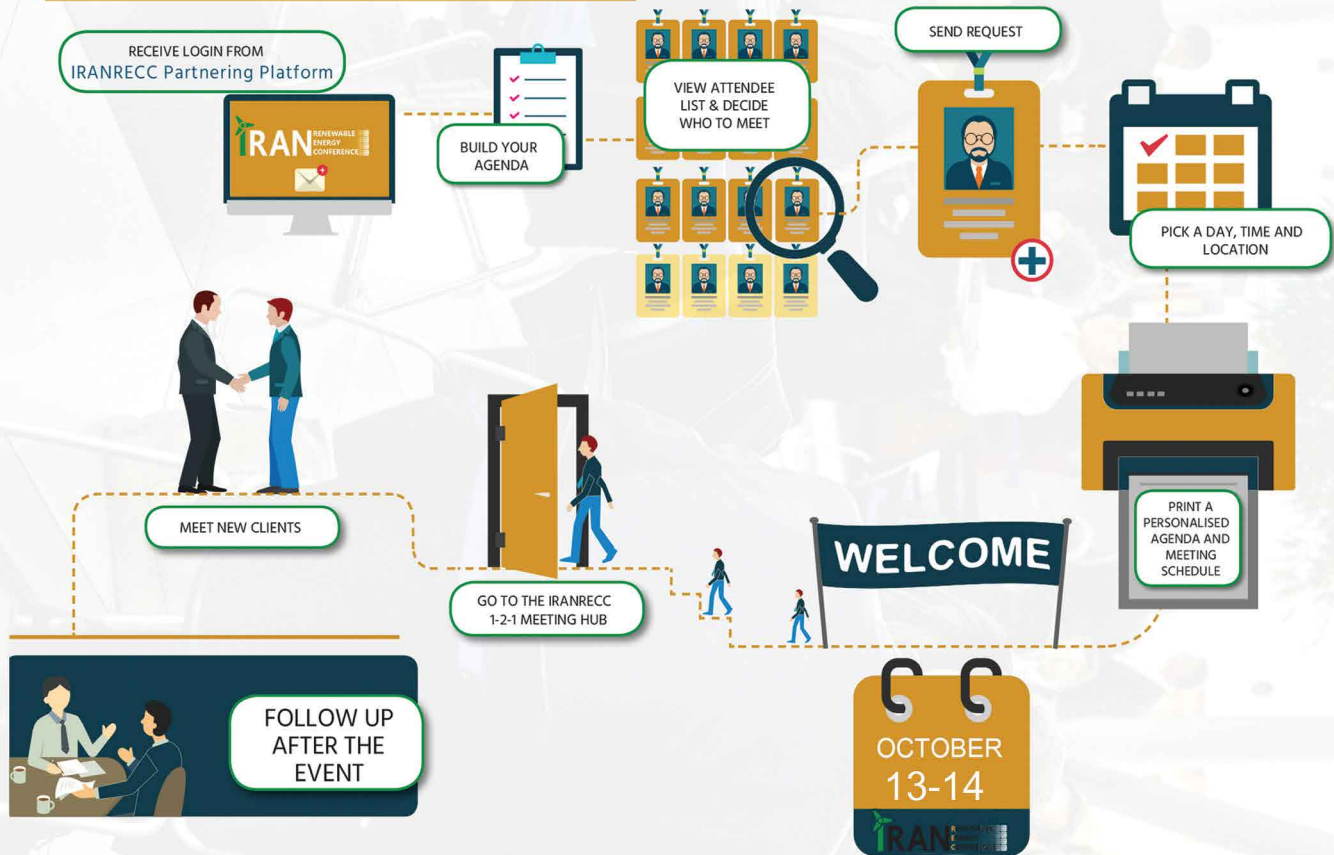 RECEIVE LOGIN FROM
IRANRECC Partnering Platform
IRAN RENEWABLE
ENERGY
CONFERENCE
BUILD YOUR
AGENDA
VIEW ATTENDEE
LIST & DECIDE
WHO TO MEET
SEND REQUEST
PICK A DAY, TIME AND
LOCATION
PRINT A
PERSONALISED
AGENDA AND
MEETING
SCHEDULE
WELCOME
OCTOBER
13-14
IRAN
GO TO THE IRANRECC
1-2-1 MEETING HUB
MEET NEW CLIENTS
FOLLOW UP
AFTER THE
EVENT